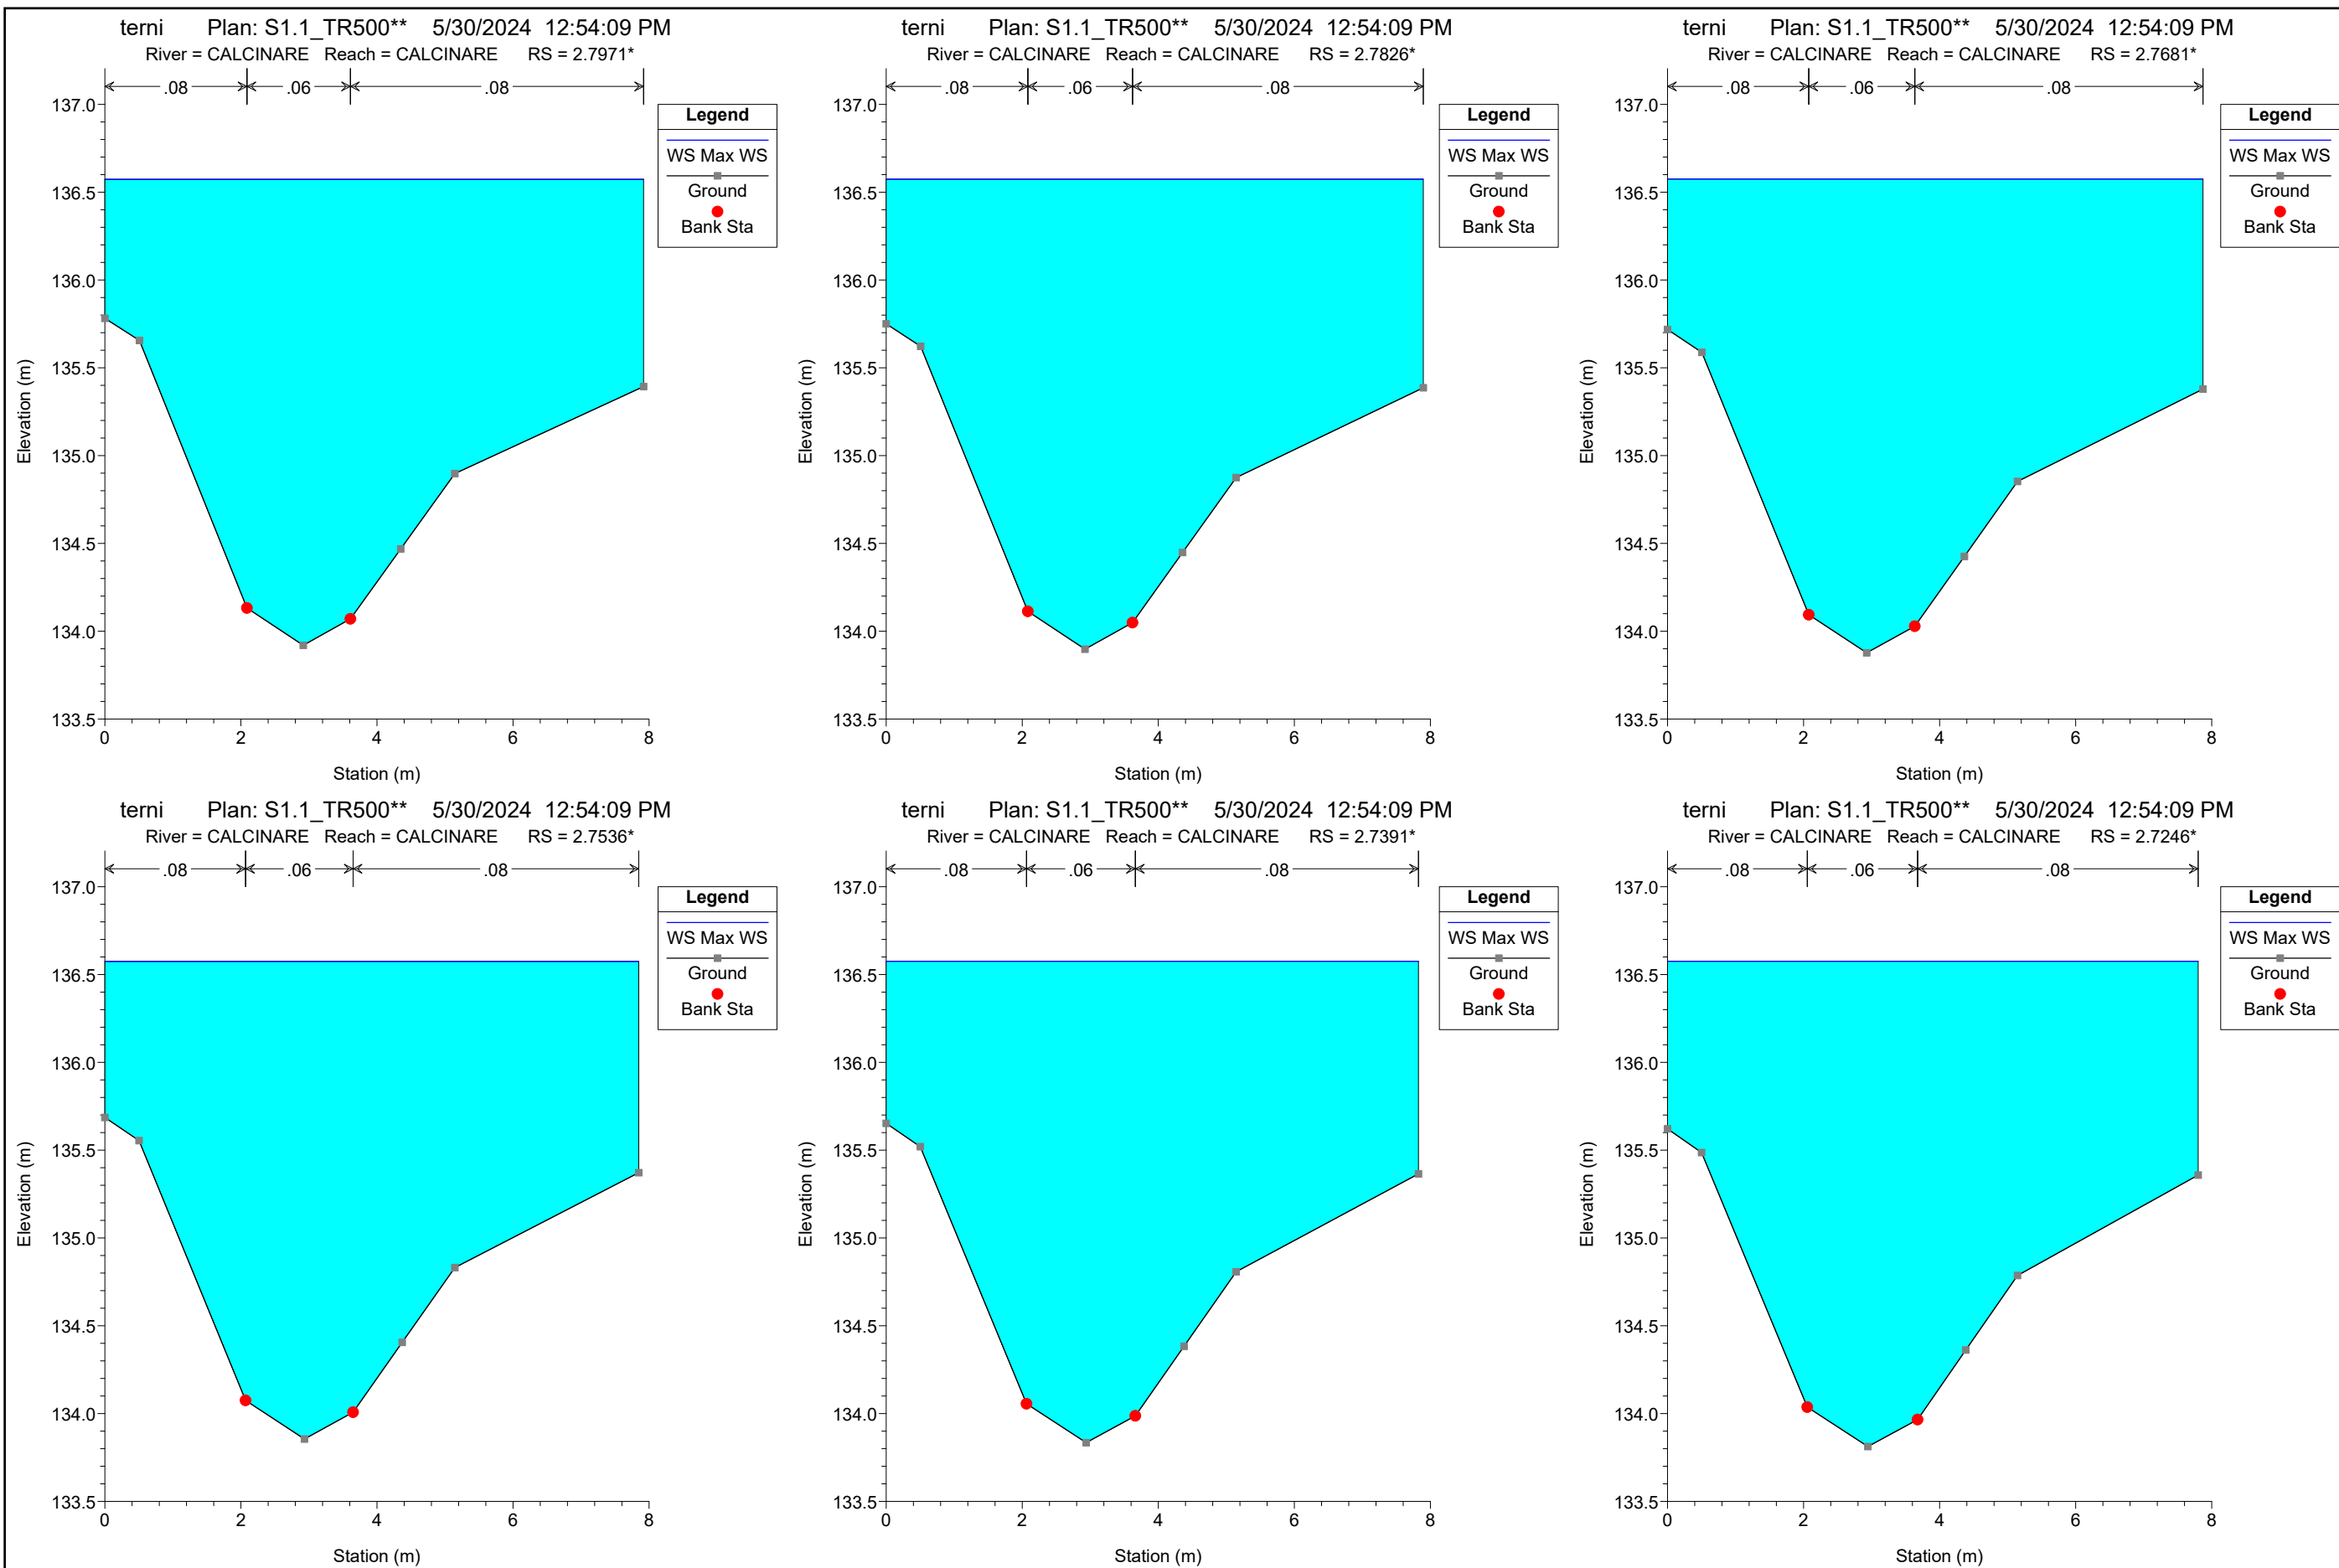 terni Plan: S1.1_TR500** 5/30/2024 12:54:09 PM
River = CALCINARE Reach = CALCINARE RS = 2.7971*
.08 .06 .08
137.0
136.5
136.0
135.5
135.0
134.5
134.0
133.5
0 2 4 6 8
Station (m)
Elevation (m)
Legend
WS Max WS
Ground
Bank Sta
terni Plan: S1.1_TR500** 5/30/2024 12:54:09 PM
River = CALCINARE Reach = CALCINARE RS = 2.7826*
.08 .06 .08
137.0
136.5
136.0
135.5
135.0
134.5
134.0
133.5
0 2 4 6 8
Station (m)
Elevation (m)
Legend
WS Max WS
Ground
Bank Sta
terni Plan: S1.1_TR500** 5/30/2024 12:54:09 PM
River = CALCINARE Reach = CALCINARE RS = 2.7681*
.08 .06 .08
137.0
136.5
136.0
135.5
135.0
134.5
134.0
133.5
0 2 4 6 8
Station (m)
Elevation (m)
Legend
WS Max WS
Ground
Bank Sta
terni Plan: S1.1_TR500** 5/30/2024 12:54:09 PM
River = CALCINARE Reach = CALCINARE RS = 2.7536*
.08 .06 .08
137.0
136.5
136.0
135.5
135.0
134.5
134.0
133.5
0 2 4 6 8
Station (m)
Elevation (m)
Legend
WS Max WS
Ground
Bank Sta
terni Plan: S1.1_TR500** 5/30/2024 12:54:09 PM
River = CALCINARE Reach = CALCINARE RS = 2.7391*
.08 .06 .08
137.0
136.5
136.0
135.5
135.0
134.5
134.0
133.5
0 2 4 6 8
Station (m)
Elevation (m)
Legend
WS Max WS
Ground
Bank Sta
terni Plan: S1.1_TR500** 5/30/2024 12:54:09 PM
River = CALCINARE Reach = CALCINARE RS = 2.7246*
.08 .06 .08
137.0
136.5
136.0
135.5
135.0
134.5
134.0
133.5
0 2 4 6 8
Station (m)
Elevation (m)
Legend
WS Max WS
Ground
Bank Sta